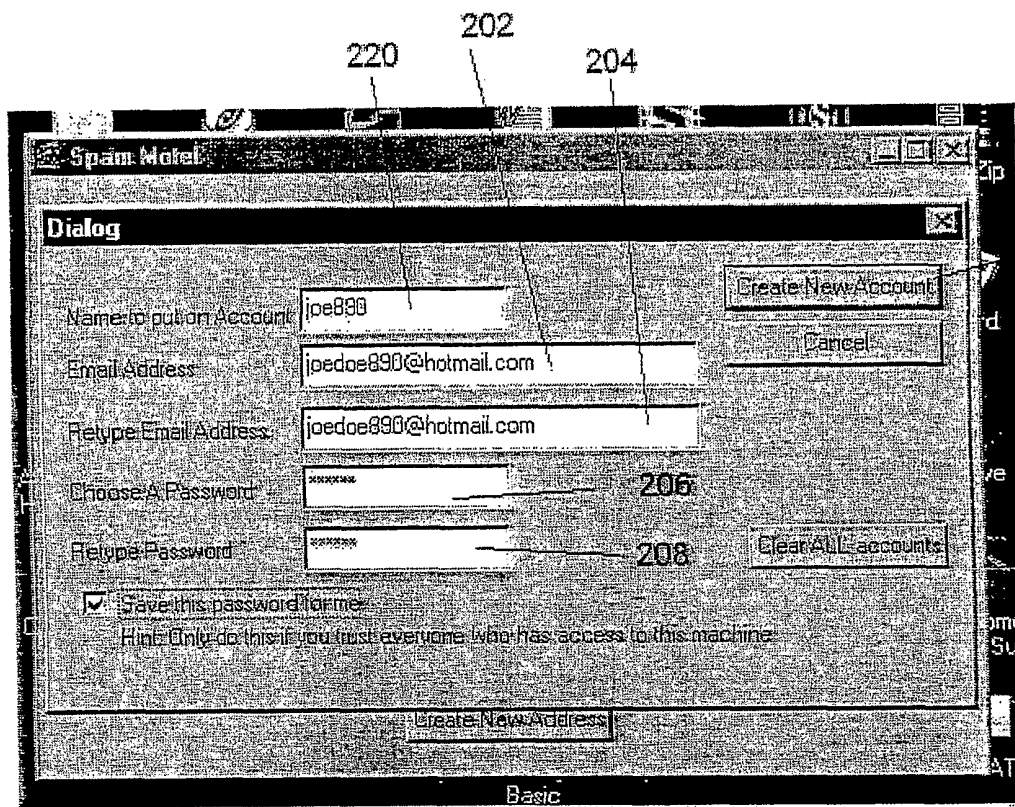 220
202
204
Spam Motel
Zip
Dialog
Create New Account
Name to put on Account
joe890
Cancel
Email Address
joedoe890@hotmail.com
Retype Email Address
joedoe890@hotmail.com
Choose A Password
xxxxxx
206
Retype Password
xxxxxx
208
Clear ALL accounts
Save this password for me
Hint: Only do this if you trust everyone who has access to this machine
Create New Address
Basic